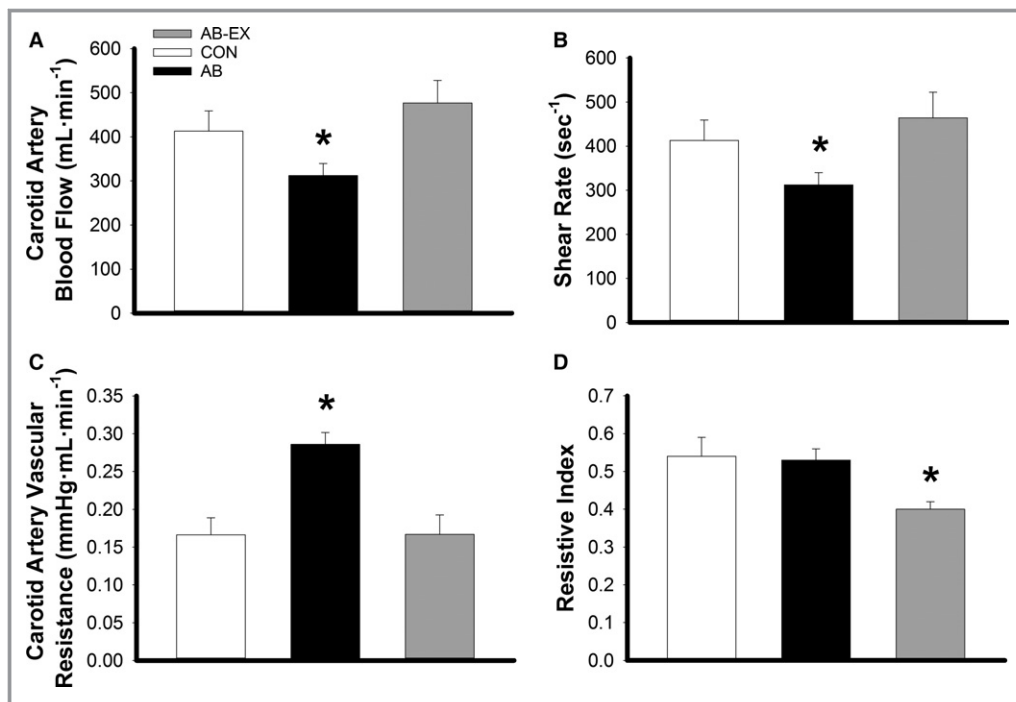 A
AB-EX
CON
AB
Carotid Artery
Blood Flow (mL·min⁻¹)
600
500
400
300
200
100
0
*
B
Shear Rate (sec⁻¹)
600
500
400
300
200
100
0
*
C
Carotid Artery Vascular
Resistance (mmHg·mL·min⁻¹)
0.35
0.30
0.25
0.20
0.15
0.10
0.05
0.00
*
D
Resistive Index
0.7
0.6
0.5
0.4
0.3
0.2
0.1
0.0
*